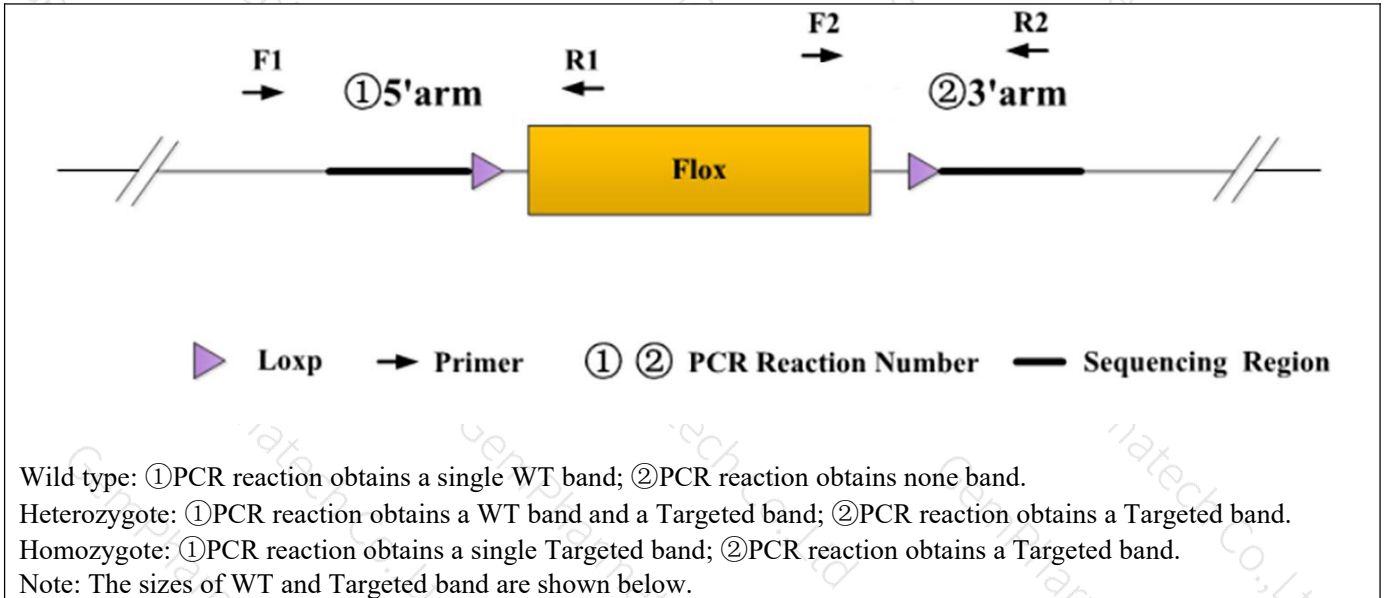 F2 R2
F1 R1
①5'arm ②3'arm
Flox
Loxp Primer ① ② PCR Reaction Number Sequencing Region
Wild type: ①PCR reaction obtains a single WT band; ②PCR reaction obtains none band.
Heterozygote: ①PCR reaction obtains a WT band and a Targeted band; ②PCR reaction obtains a Targeted band.
Homozygote: ①PCR reaction obtains a single Targeted band; ②PCR reaction obtains a Targeted band.
Note: The sizes of WT and Targeted band are shown below.